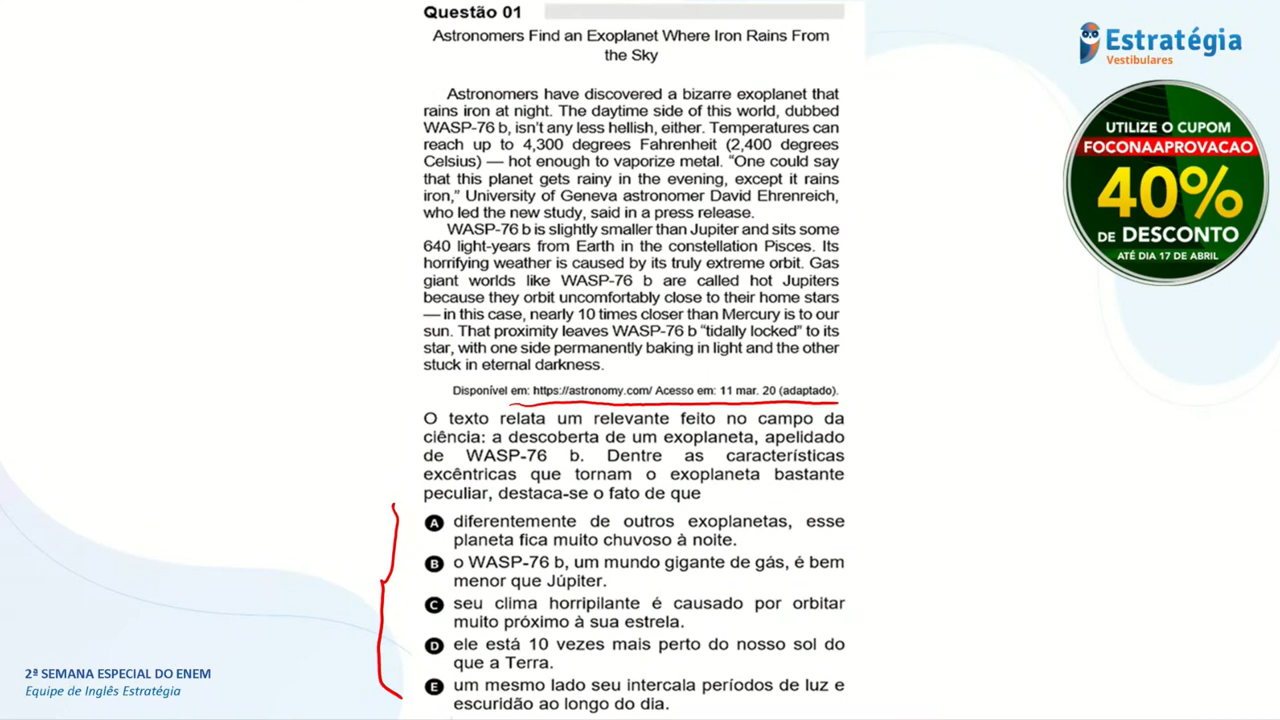 Questão 01
Astronomers Find an Exoplanet Where Iron Rains From
the Sky
Astronomers have discovered a bizarre exoplanet that
rains iron at night. The daytime side of this world, dubbed
WASP-76 b, isn't any less hellish, either. Temperatures can
reach up to 4,300 degrees Fahrenheit (2,400 degrees
Celsius) — hot enough to vaporize metal. “One could say
that this planet gets rainy in the evening, except it rains
iron,” University of Geneva astronomer David Ehrenreich,
who led the new study, said in a press release.
WASP-76 b is slightly smaller than Jupiter and sits some
640 light-years from Earth in the constellation Pisces. Its
horrifying weather is caused by its truly extreme orbit. Gas
giant worlds like WASP-76 b are called hot Jupiters
because they orbit uncomfortably close to their home stars
— in this case, nearly 10 times closer than Mercury is to our
sun. That proximity leaves WASP-76 b “tidally locked” to its
star, with one side permanently baking in light and the other
stuck in eternal darkness.
Disponível em: https://astronomy.com/ Acesso em: 11 mar. 20 (adaptado).
O texto relata um relevante feito no campo da
ciência: a descoberta de um exoplaneta, apelidado
de WASP-76 b. Dentre as características
excêntricas que tornam o exoplaneta bastante
peculiar, destaca-se o fato de que
A diferentemente de outros exoplanetas, esse
planeta fica muito chuvoso à noite.
B o WASP-76 b, um mundo gigante de gás, é bem
menor que Júpiter.
C seu clima horripilante é causado por orbitar
muito próximo à sua estrela.
D ele está 10 vezes mais perto do nosso sol do
que a Terra.
E um mesmo lado seu intercala períodos de luz e
escuridão ao longo do dia.
Estratégia
Vestibulares
UTILIZE O CUPOM
FOCONAAPROVACAO
40%
DE DESCONTO
ATÉ DIA 17 DE ABRIL
2ª SEMANA ESPECIAL DO ENEM
Equipe de Inglês Estratégia